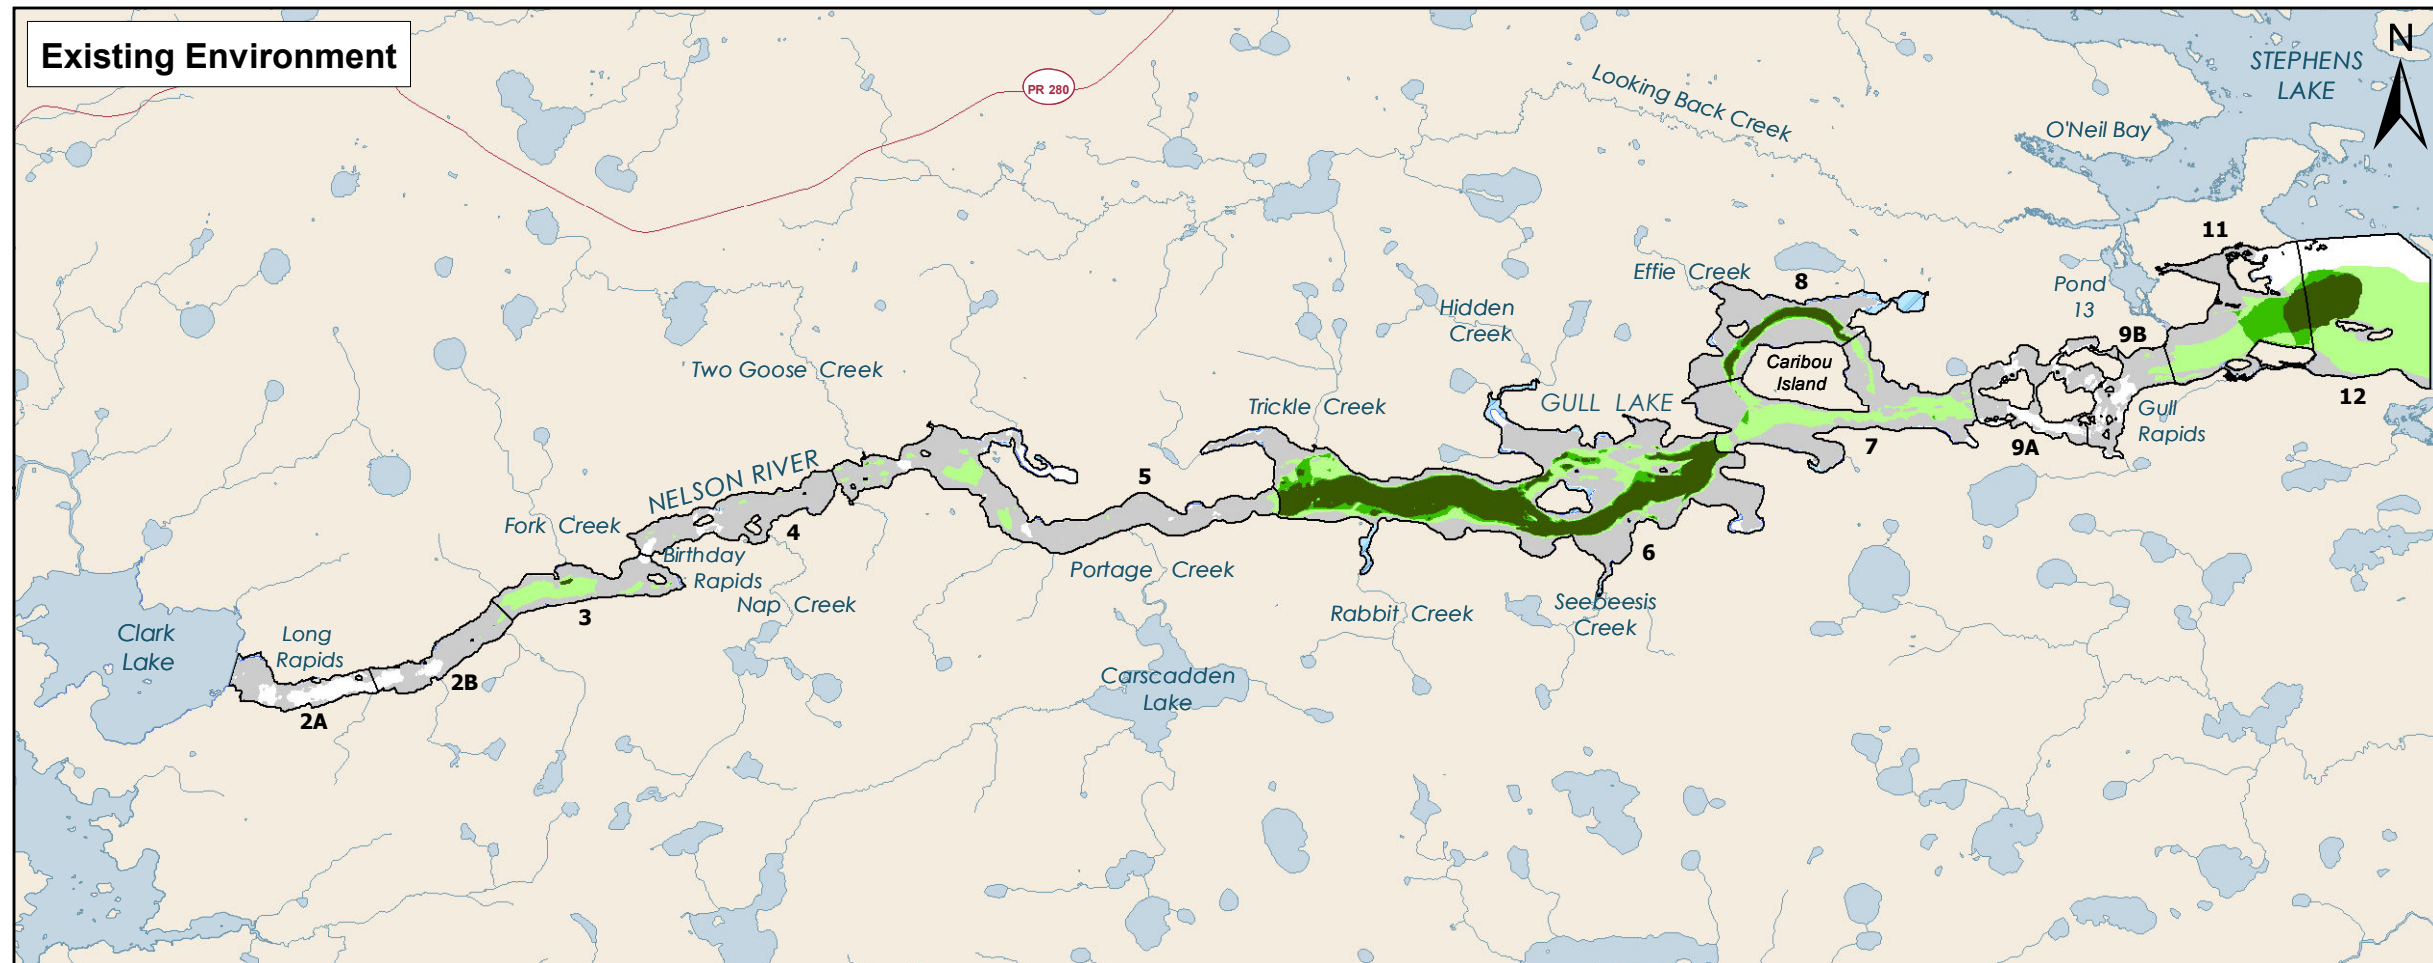 Existing Environment
N
STEPHENS
LAKE
PR 280
Looking Back Creek
O'Neil Bay
11
Effie Creek
8
Pond
13
Hidden
Creek
9B
Caribou
Island
Two Goose Creek
12
Trickle Creek
GULL LAKE
Gull
Rapids
7
9A
NELSON RIVER
5
Fork Creek
4
Birthday
Rapids
6
Portage Creek
Nap Creek
3
Seebeesis
Creek
Rabbit Creek
Clark
Lake
Long
Rapids
2B
Carscadden
Lake
2A